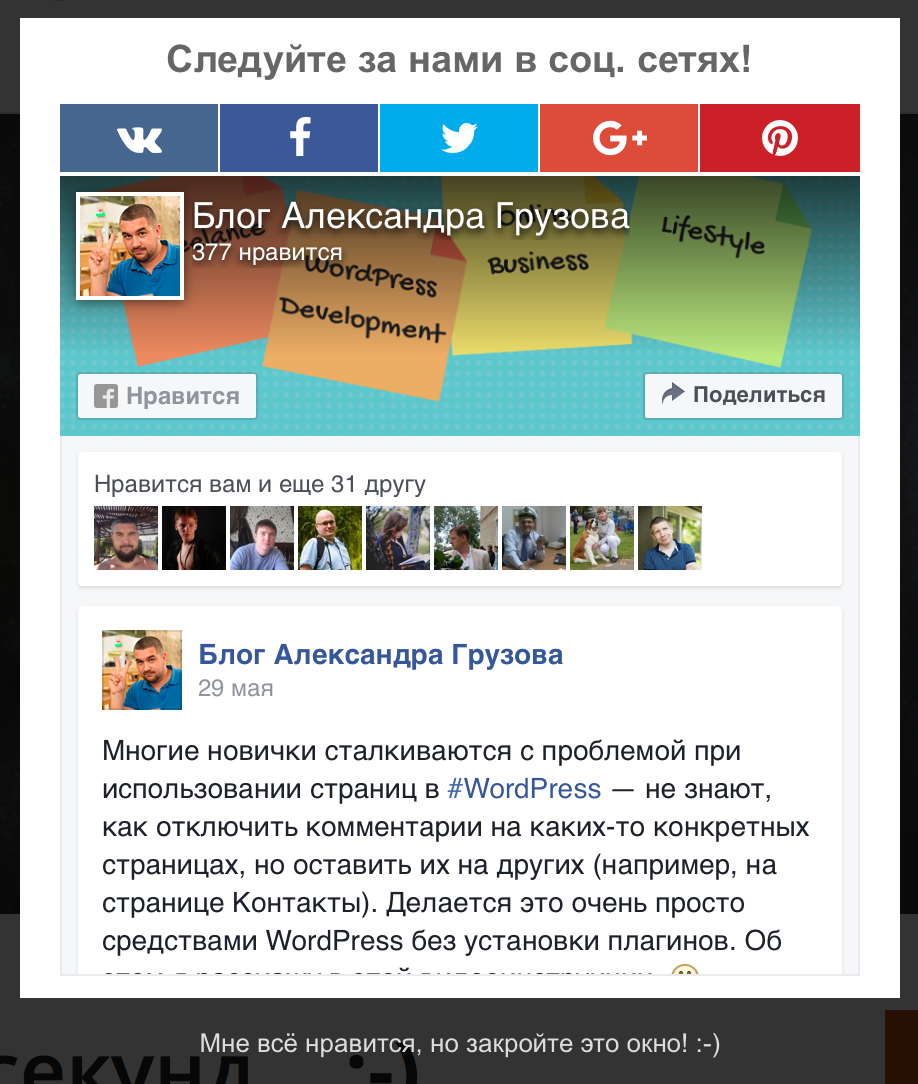 Следуйте за нами в соц. сетях!
G+
Блог Александра Грузова
377 нравится
WordPress
Development
Business
LifeStyle
Нравится
Поделиться
Нравится вам и еще 31 другу
Блог Александра Грузова
29 мая
Многие новички сталкиваются с проблемой при
использовании страниц в #WordPress — не знают,
как отключить комментарии на каких-то конкретных
страницах, но оставить их на других (например, на
странице Контакты). Делается это очень просто
средствами WordPress без установки плагинов. Об
Мне всё нравится, но закройте это окно! :-)
секунд... :-)